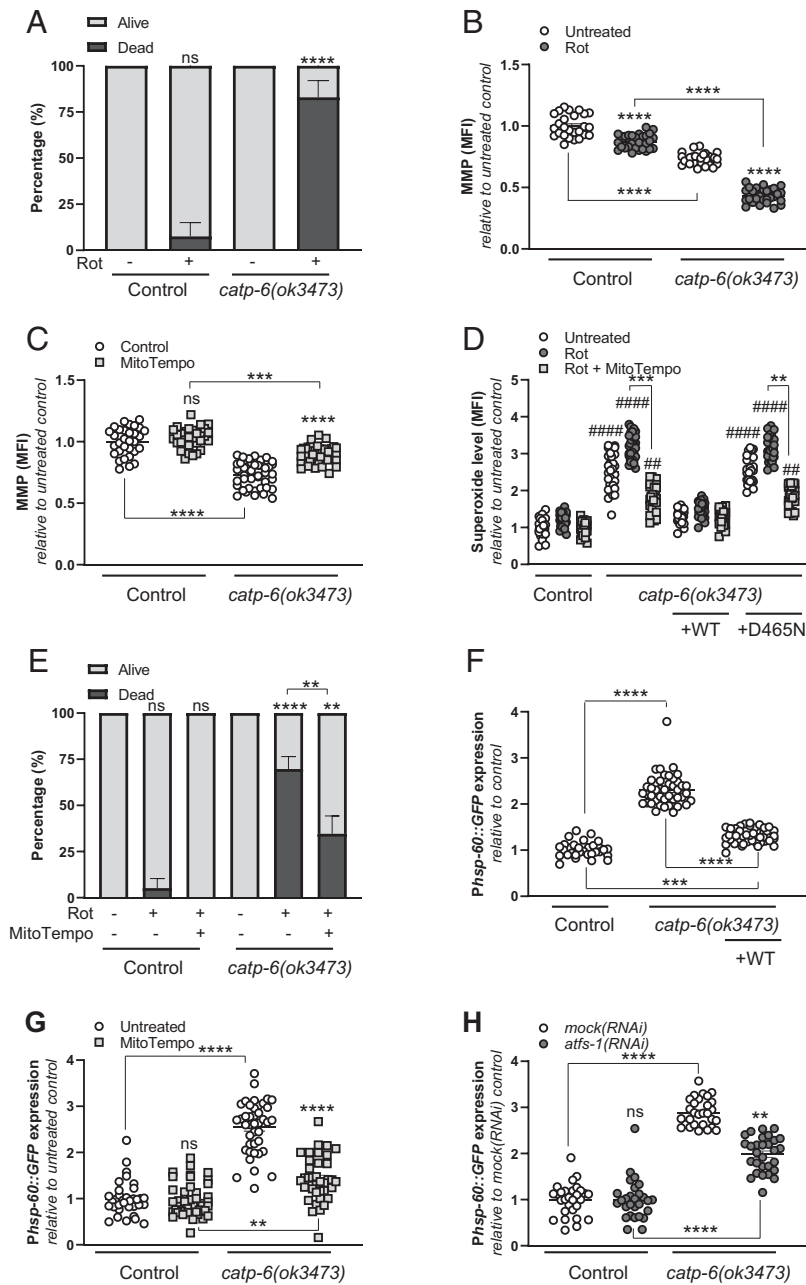 A
Alive
Dead
ns
****
100
75
50
25
0
Percentage (%)
Rot
- + - +
Control
catp-6(ok3473)
B
Untreated
Rot
****
****
****
****
1.5
1.0
0.5
0.0
MMP (MFI)
relative to untreated control
Control
catp-6(ok3473)
C
Control
MitoTempo
***
ns
****
****
1.5
1.0
0.5
0.0
MMP (MFI)
relative to untreated control
Control
catp-6(ok3473)
D
Untreated
Rot
Rot + MitoTempo
***
**
####
####
####
####
##
##
5
4
3
2
1
0
Superoxide level (MFI)
relative to untreated control
Control
catp-6(ok3473)
+WT
+D465N
E
Alive
Dead
**
ns
ns
****
**
100
75
50
25
0
Percentage (%)
Rot - + + - + +
MitoTempo - - + - - +
Control
catp-6(ok3473)
F
****
****
***
4
3
2
1
0
Phsp-60::GFP expression
relative to control
Control
catp-6(ok3473)
+WT
G
Untreated
MitoTempo
****
****
ns
**
4
3
2
1
0
Phsp-60::GFP expression
relative to untreated control
Control
catp-6(ok3473)
H
mock(RNAi)
atfs-1(RNAi)
****
ns
**
****
4
3
2
1
0
Phsp-60::GFP expression
relative to mock(RNAi) control
Control
catp-6(ok3473)